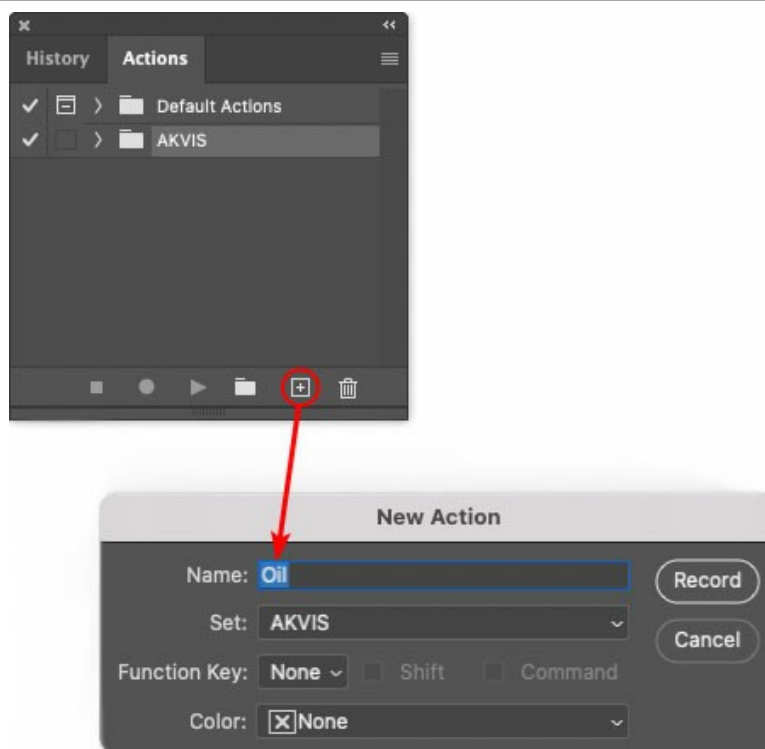 History Actions
Default Actions
AKVIS
New Action
Name: Oil
Record
Set: AKVIS
Cancel
Function Key: None Shift Command
Color: None